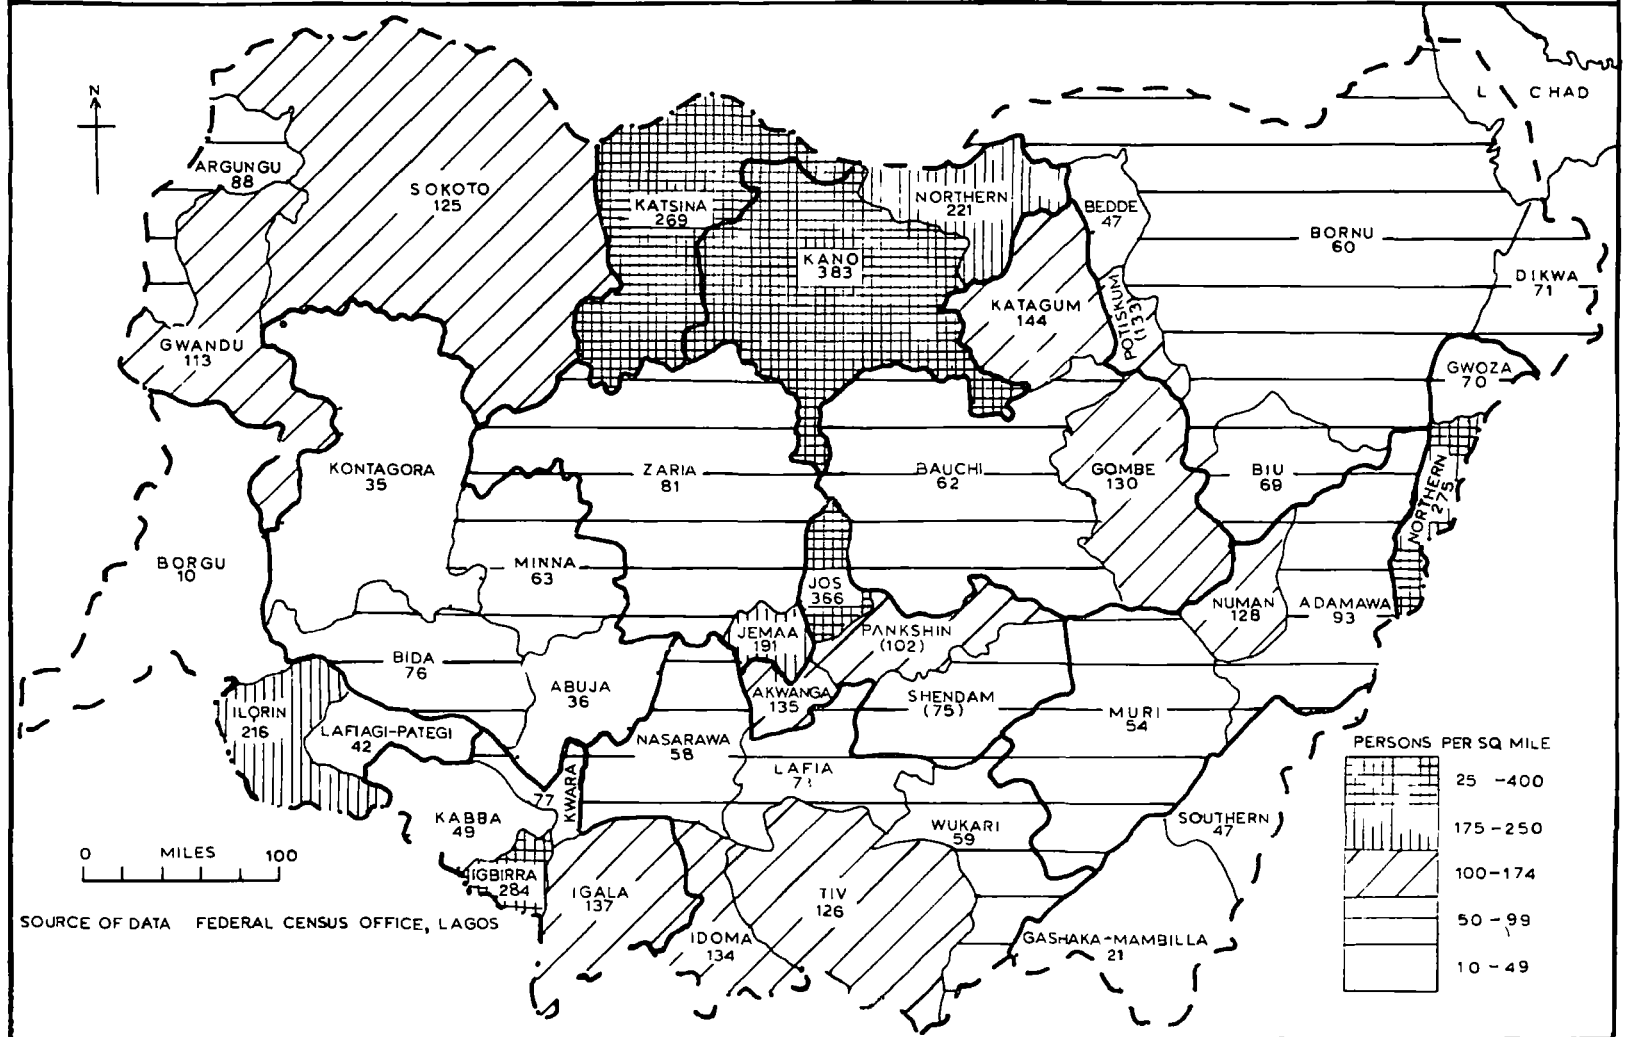 N
L CHAD
ARGUNGU
88
SOKOTO
125
KATSINA
269
NORTHERN
221
BEDDE
47
BORNU
60
KANO
383
DIKWA
71
KATAGUM
144
POTISKUM
(133)
GWANDU
113
GWOZA
70
KONTAGORA
35
ZARIA
81
BAUCHI
62
GOMBE
130
BIU
69
NORTHERN
275
BORGU
10
MINNA
63
JOS
366
NUMAN
128
ADAMAWA
93
JEMAA
191
PANKSHIN
(102)
BIDA
76
ABUJA
36
AKWANGA
135
SHENDAM
(75)
MURI
54
ILORIN
216
LAFIAGI-PATEGI
42
NASARAWA
58
LAFIA
KWARA
77
KABBA
49
WUKARI
59
SOUTHERN
47
IGBIRRA
284
IGALA
137
TIV
126
IDOMA
134
GASHAKA-MAMBILLA
21
PERSONS PER SQ MILE
25 -400
175-250
100-174
50-99
10-49
0 MILES 100
SOURCE OF DATA FEDERAL CENSUS OFFICE, LAGOS